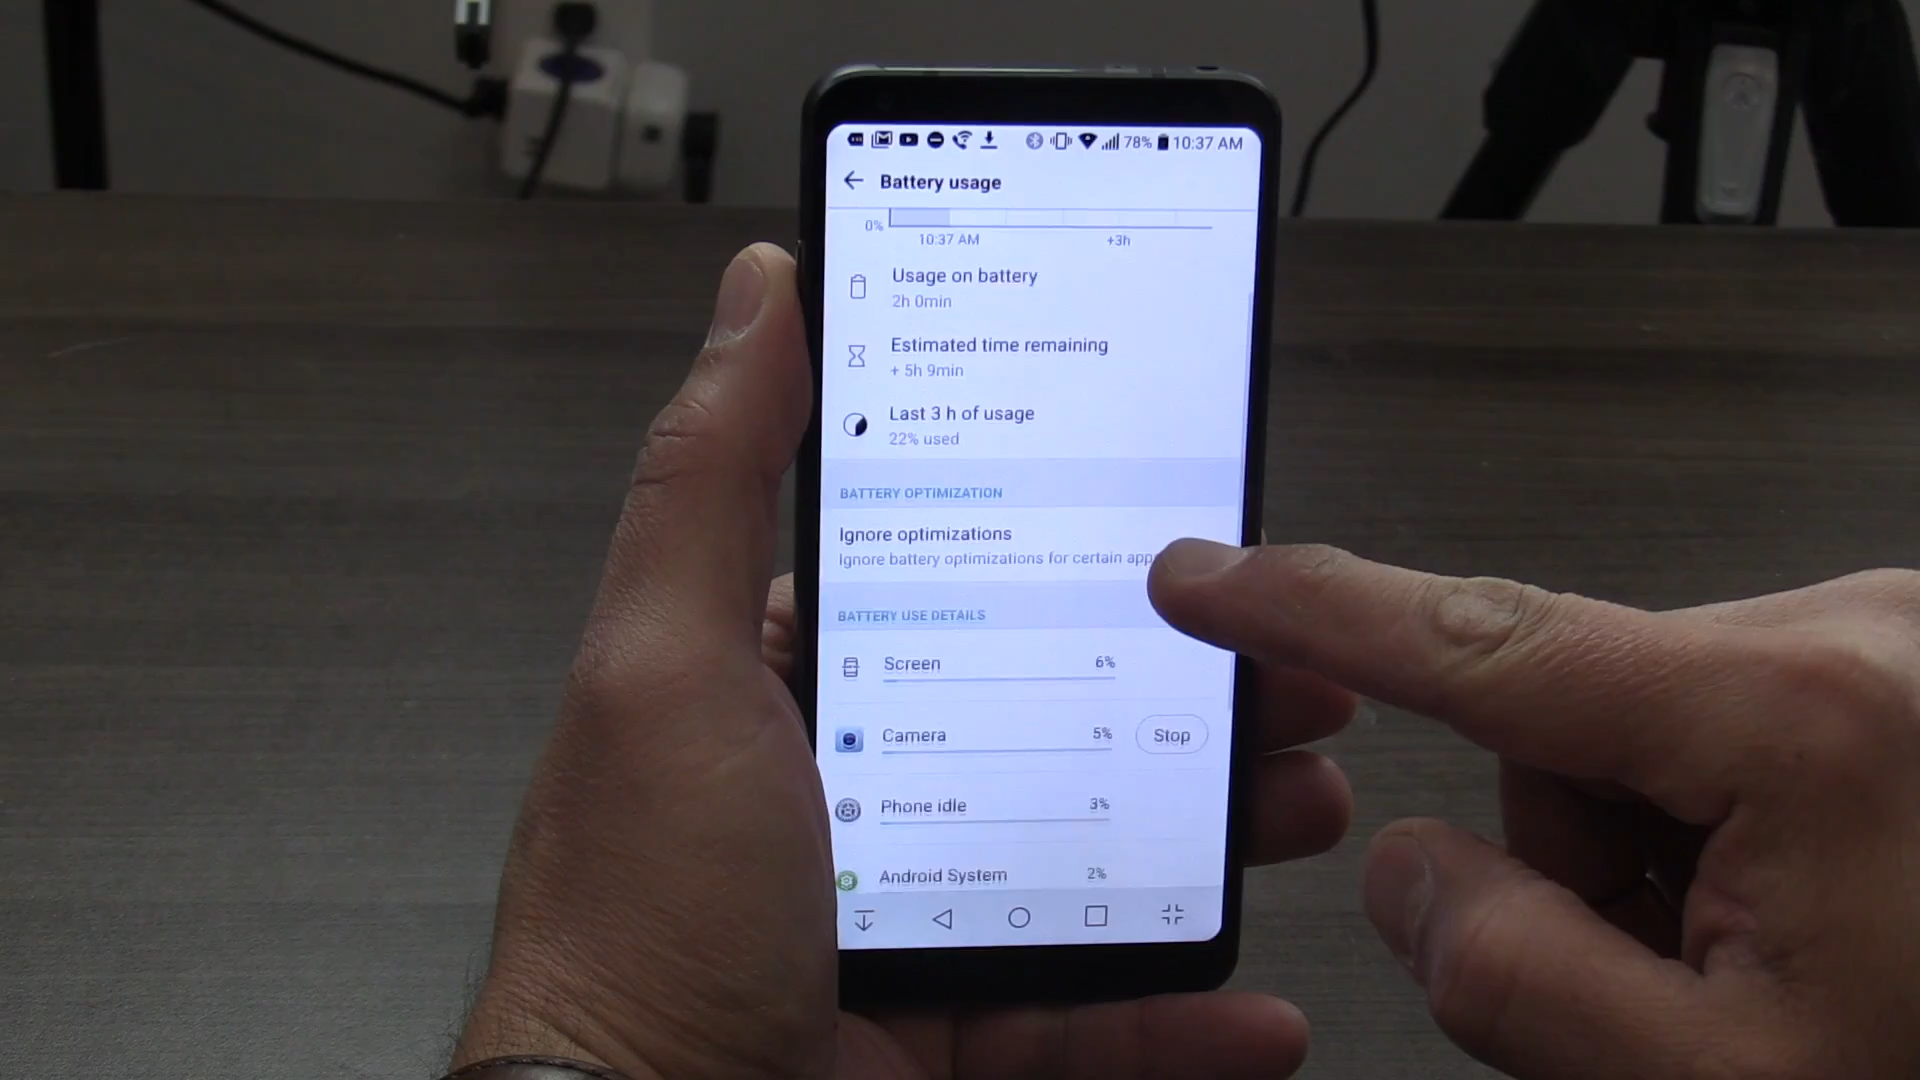 78% 10:37 AM
Battery usage
0%
10:37 AM +3h
Usage on battery
2h 0min
Estimated time remaining
+ 5h 9min
Last 3 h of usage
22% used
BATTERY OPTIMIZATION
Ignore optimizations
Ignore battery optimizations for certain app
BATTERY USE DETAILS
Screen 6%
Camera 5% Stop
Phone idle 3%
Android System 2%